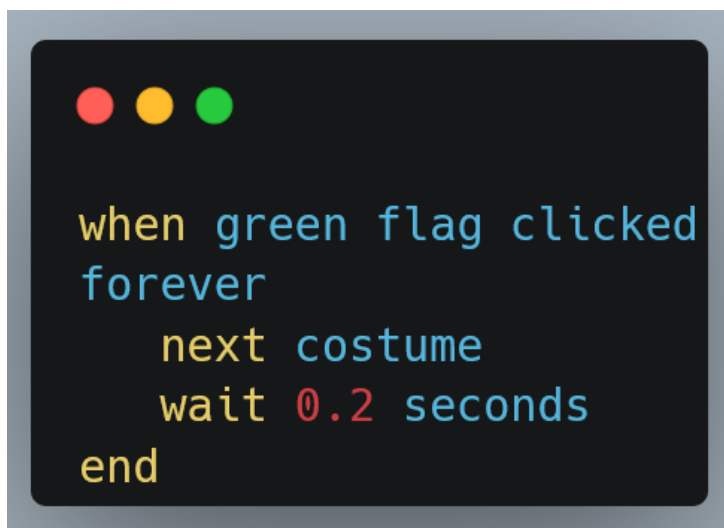 when green flag clicked
forever
next costume
wait 0.2 seconds
end